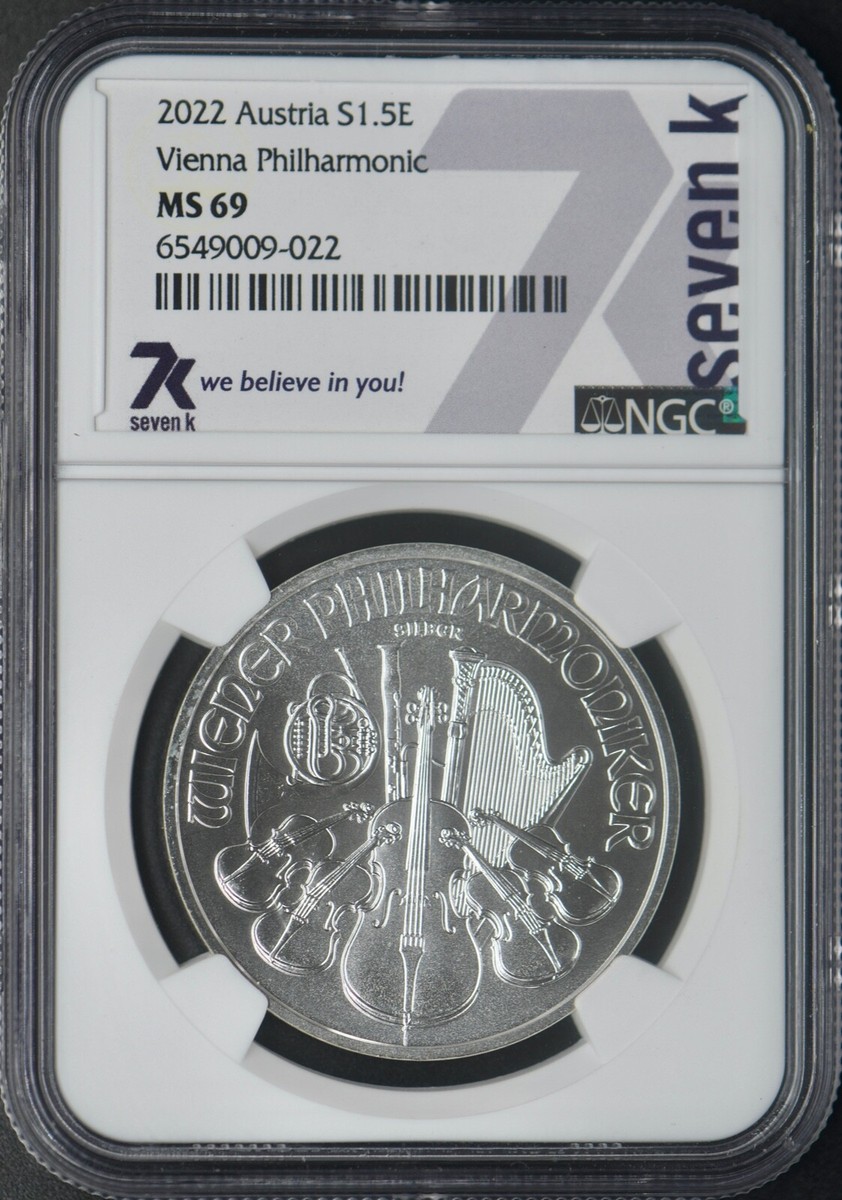 2022 Austria S1.5E
Vienna Philharmonic
MS 69
6549009-022
seven k
7k we believe in you!
seven k
NGC®
WIENER PHILHARMONIKER
SILBER